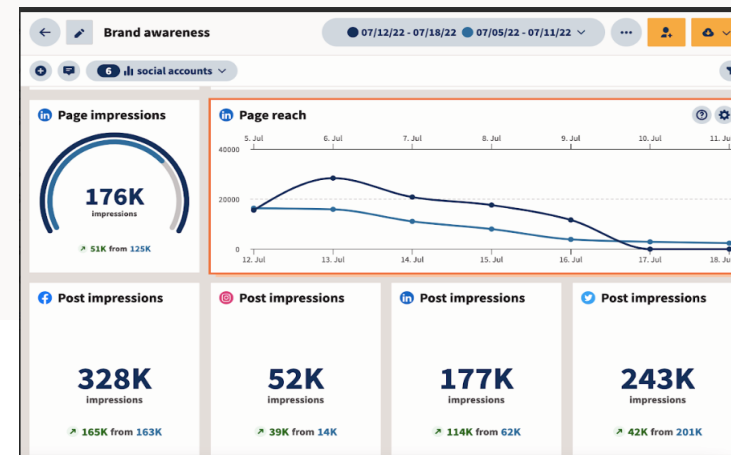 Brand awareness
07/12/22 - 07/18/22 07/05/22 - 07/11/22
6 social accounts
Page impressions
176K
impressions
51K from 125K
Page reach
5. Jul 6. Jul 7. Jul 8. Jul 9. Jul 10. Jul 11. Ju
40000
20000
0
12. Jul 13. Jul 14. Jul 15. Jul 16. Jul 17. Jul 18. Ju
Post impressions
328K
impressions
165K from 163K
Post impressions
52K
impressions
39K from 14K
in Post impressions
177K
impressions
114K from 62K
Post impressions
243K
impressions
42K from 201K